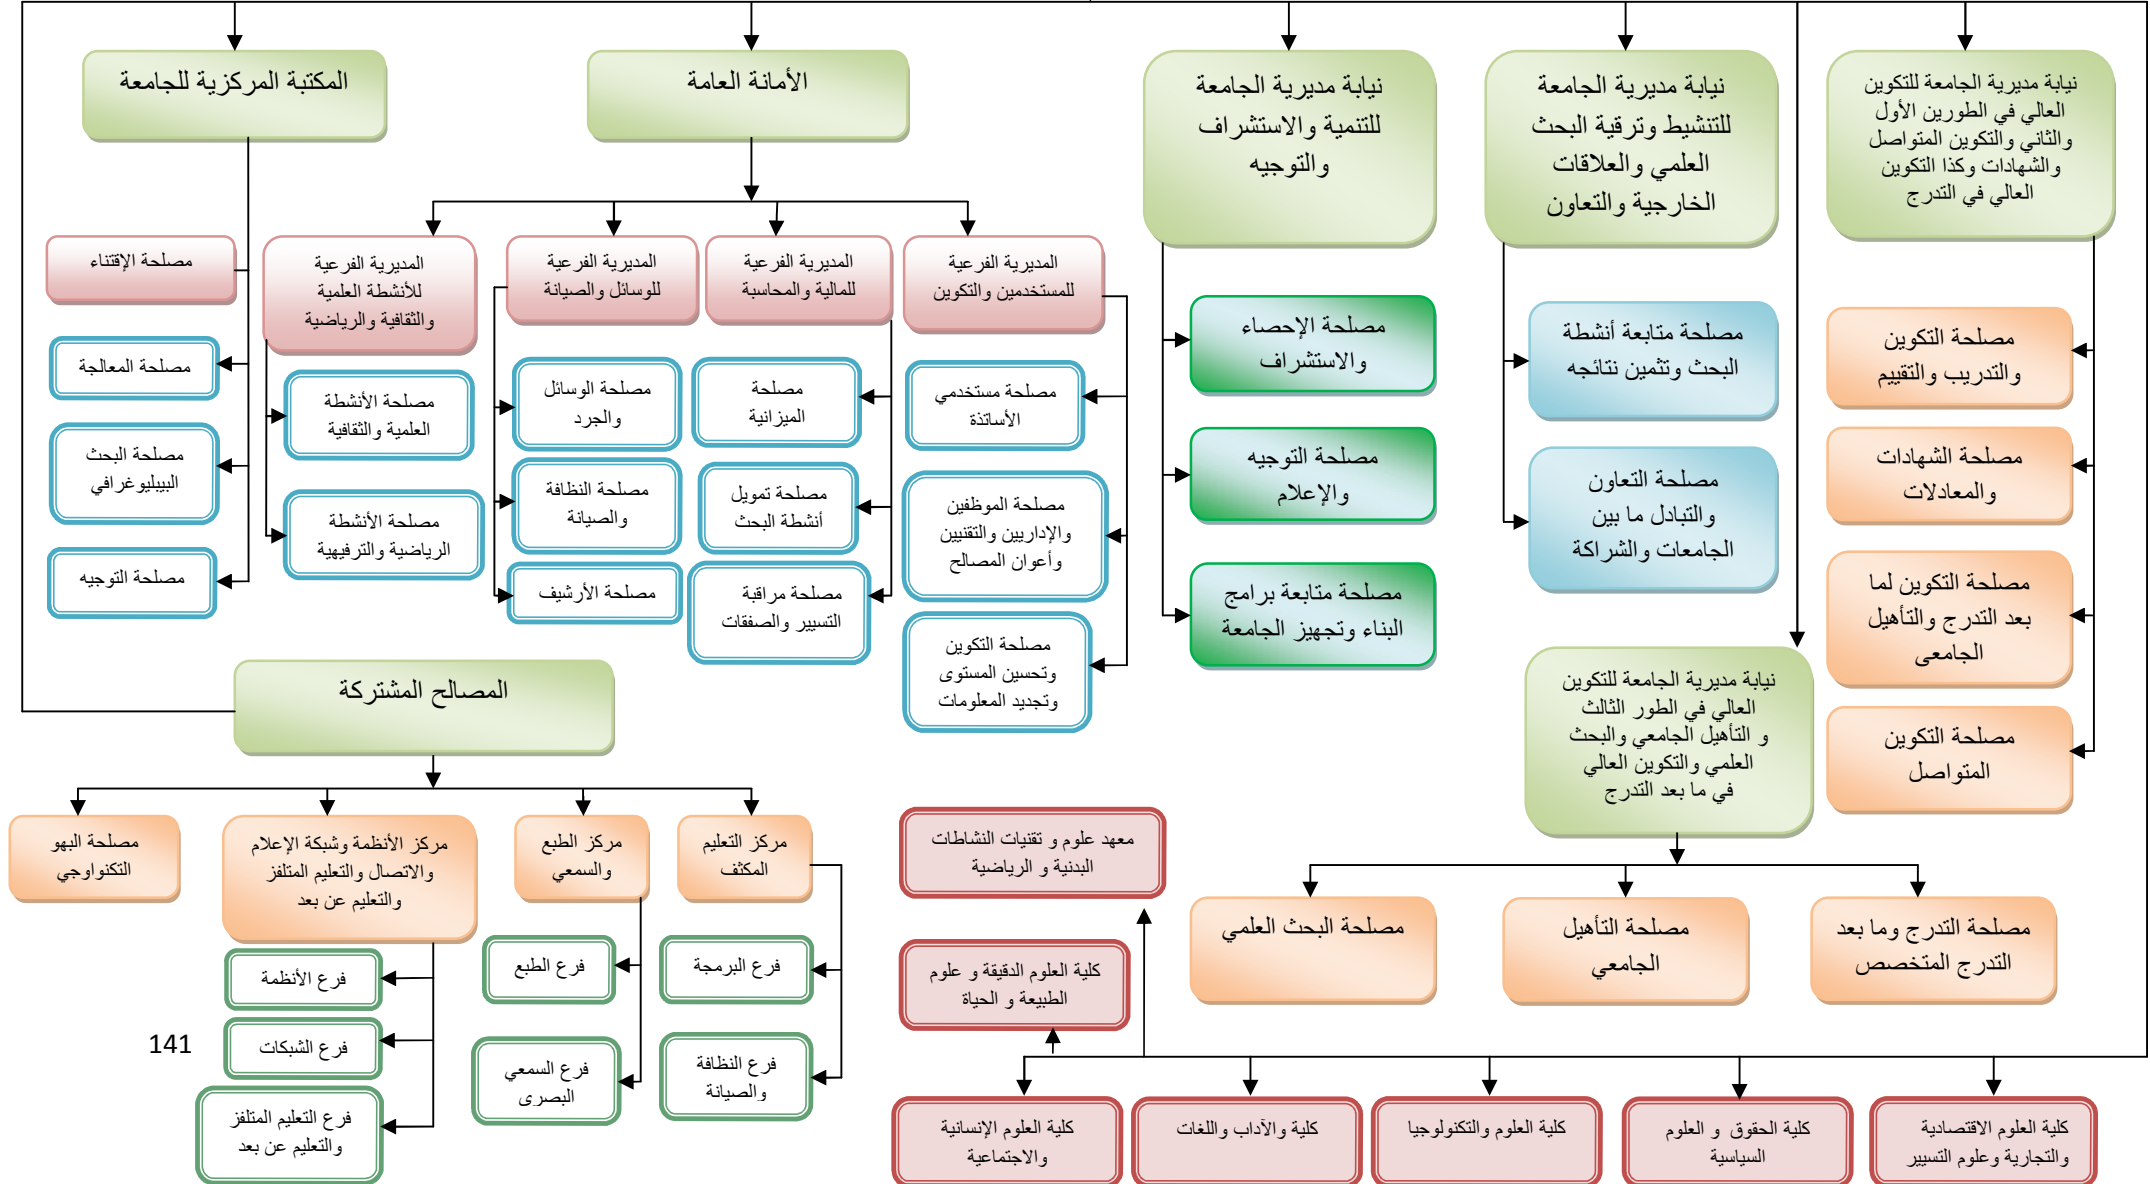 نيابة مديرية الجامعة للتكوين
العالي في الطورين الأول
والثاني والتكوين المتواصل
والشهادات وكذا التكوين
العالي في التدرج
نيابة مديرية الجامعة
للتنشيط وترقية البحث
العلمي والعلاقات
الخارجية والتعاون
نيابة مديرية الجامعة
للتنمية والاستشراف
والتوجيه
الأمانة العامة
المكتبة المركزية للجامعة
مصلحة التكوين
والتدريب والتقييم
مصلحة الشهادات
والمعادلات
مصلحة التكوين لما
بعد التدرج والتأهيل
الجامعى
مصلحة التكوين
المتواصل
مصلحة متابعة أنشطة
البحث وتثمين نتائجه
مصلحة التعاون
والتبادل ما بين
الجامعات والشراكة
مصلحة الإحصاء
والاستشراف
مصلحة التوجيه
والإعلام
مصلحة متابعة برامج
البناء وتجهيز الجامعة
المديرية الفرعية
للمستخدمين والتكوين
مصلحة مستخدمي
الأساتذة
مصلحة الموظفين
والإداريين والتقنيين
وأعوان المصالح
مصلحة التكوين
وتحسين المستوى
وتجديد المعلومات
المديرية الفرعية
للمالية والمحاسبة
مصلحة
الميزانية
مصلحة تمويل
أنشطة البحث
مصلحة مراقبة
التسيير والصفقات
المديرية الفرعية
للوسائل والصيانة
مصلحة الوسائل
والجرد
مصلحة النظافة
والصيانة
مصلحة الأرشيف
المديرية الفرعية
للأنشطة العلمية
والثقافية والرياضية
مصلحة الأنشطة
العلمية والثقافية
مصلحة الأنشطة
الرياضية والترفيهية
مصلحة الإقتناء
مصلحة المعالجة
مصلحة البحث
البيبليوغرافي
مصلحة التوجيه
نيابة مديرية الجامعة للتكوين
العالي في الطور الثالث
و التأهيل الجامعي والبحث
العلمي والتكوين العالي
في ما بعد التدرج
مصلحة التدرج وما بعد
التدرج المتخصص
مصلحة التأهيل
الجامعي
مصلحة البحث العلمي
المصالح المشتركة
مركز التعليم
المكثف
فرع البرمجة
فرع النظافة
والصيانة
مركز الطبع
والسمعي
فرع الطبع
فرع السمعي
البصرى
مركز الأنظمة وشبكة الإعلام
والاتصال والتعليم المتلفز
والتعليم عن بعد
فرع الأنظمة
فرع الشبكات
فرع التعليم المتلفز
والتعليم عن بعد
مصلحة البهو
التكنواوجي
معهد علوم و تقنيات النشاطات
البدنية و الرياضية
كلية العلوم الدقيقة و علوم
الطبيعة و الحياة
كلية العلوم الاقتصادية
والتجارية وعلوم التسيير
كلية الحقوق و العلوم
السياسية
كلية العلوم والتكنولوجيا
كلية والآداب واللغات
كلية العلوم الإنسانية
والاجتماعية
141